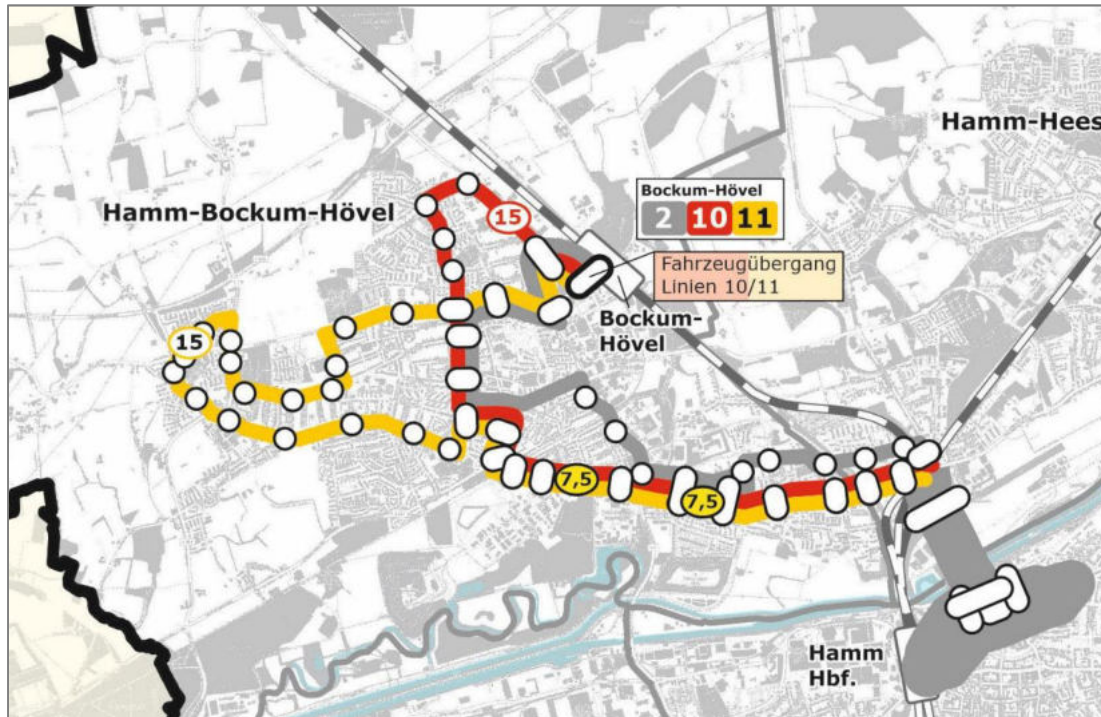 Hamm-Hees
Bockum-Hövel
2 10 11
Hamm-Bockum-Hövel
15
Fahrzeugübergang
Linien 10/11
Bockum-
Hövel
15
7,5
7,5
Hamm
Hbf.